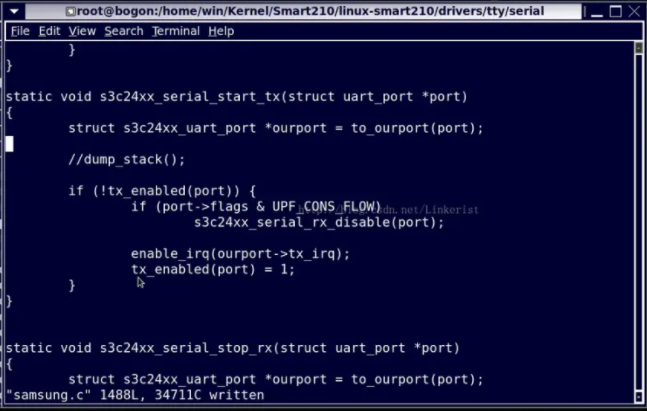 root@bogon:/home/win/Kernel/Smart210/linux-smart210/drivers/tty/serial
File Edit View Search Terminal Help
}
}
static void s3c24xx_serial_start_tx(struct uart_port *port)
{
struct s3c24xx_uart_port *ourport = to_ourport(port);
//dump_stack();
if (!tx_enabled(port)) {
if (port->flags & UPF_CONS_FLOW)
http://blog.csdn.net/Linkerist
s3c24xx_serial_rx_disable(port);
enable_irq(ourport->tx_irq);
tx_enabled(port) = 1;
}
}
static void s3c24xx_serial_stop_rx(struct uart_port *port)
{
struct s3c24xx_uart_port *ourport = to_ourport(port);
"samsung.c" 1488L, 34711C written